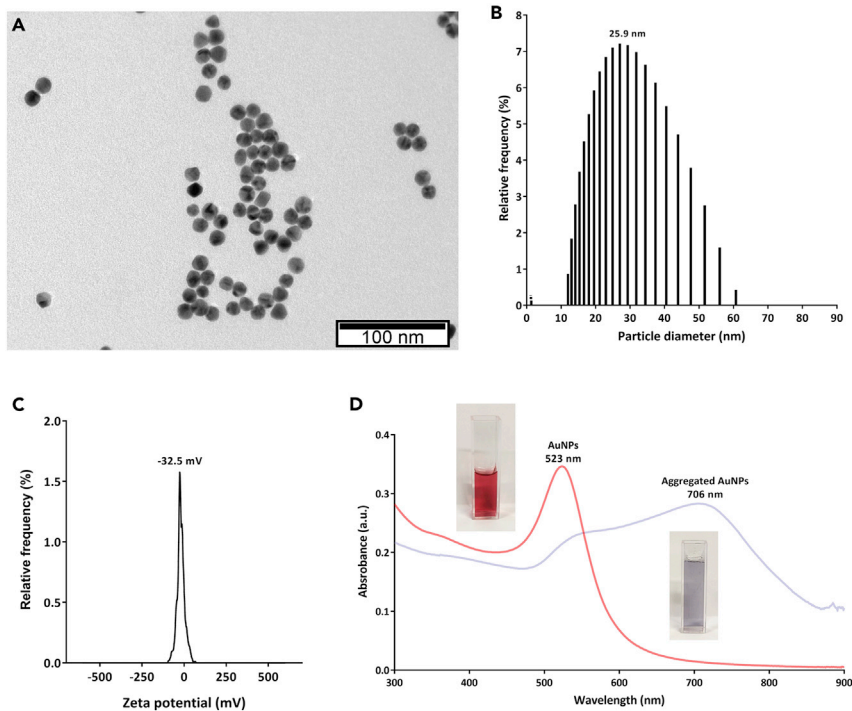 A
100 nm
B
25.9 nm
Relative frequency (%)
8
7
6
5
4
3
2
1
0
0 10 20 30 40 50 60 70 80 90
Particle diameter (nm)
C
-32.5 mV
Relative frequency (%)
2.0
1.5
1.0
0.5
0.0
-500 -250 0 250 500
Zeta potential (mV)
D
AuNPs
523 nm
Aggregated AuNPs
706 nm
Absrobance (a.u.)
0.4
0.3
0.2
0.1
0.0
300 400 500 600 700 800 900
Wavelength (nm)